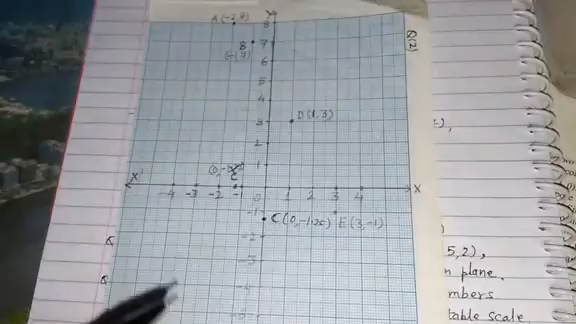 A(-2,8)
Y
8
Q(2)
B
7
(-1,7)
6
5
4
D(1,3)
3
2
1
X'
-4 -3 -2 -1 0 1 2 3 4
X
-1
C(0,-1.25) E(3,-1)
-2
-3
-4
5,2),
plane.
mbers
table scale